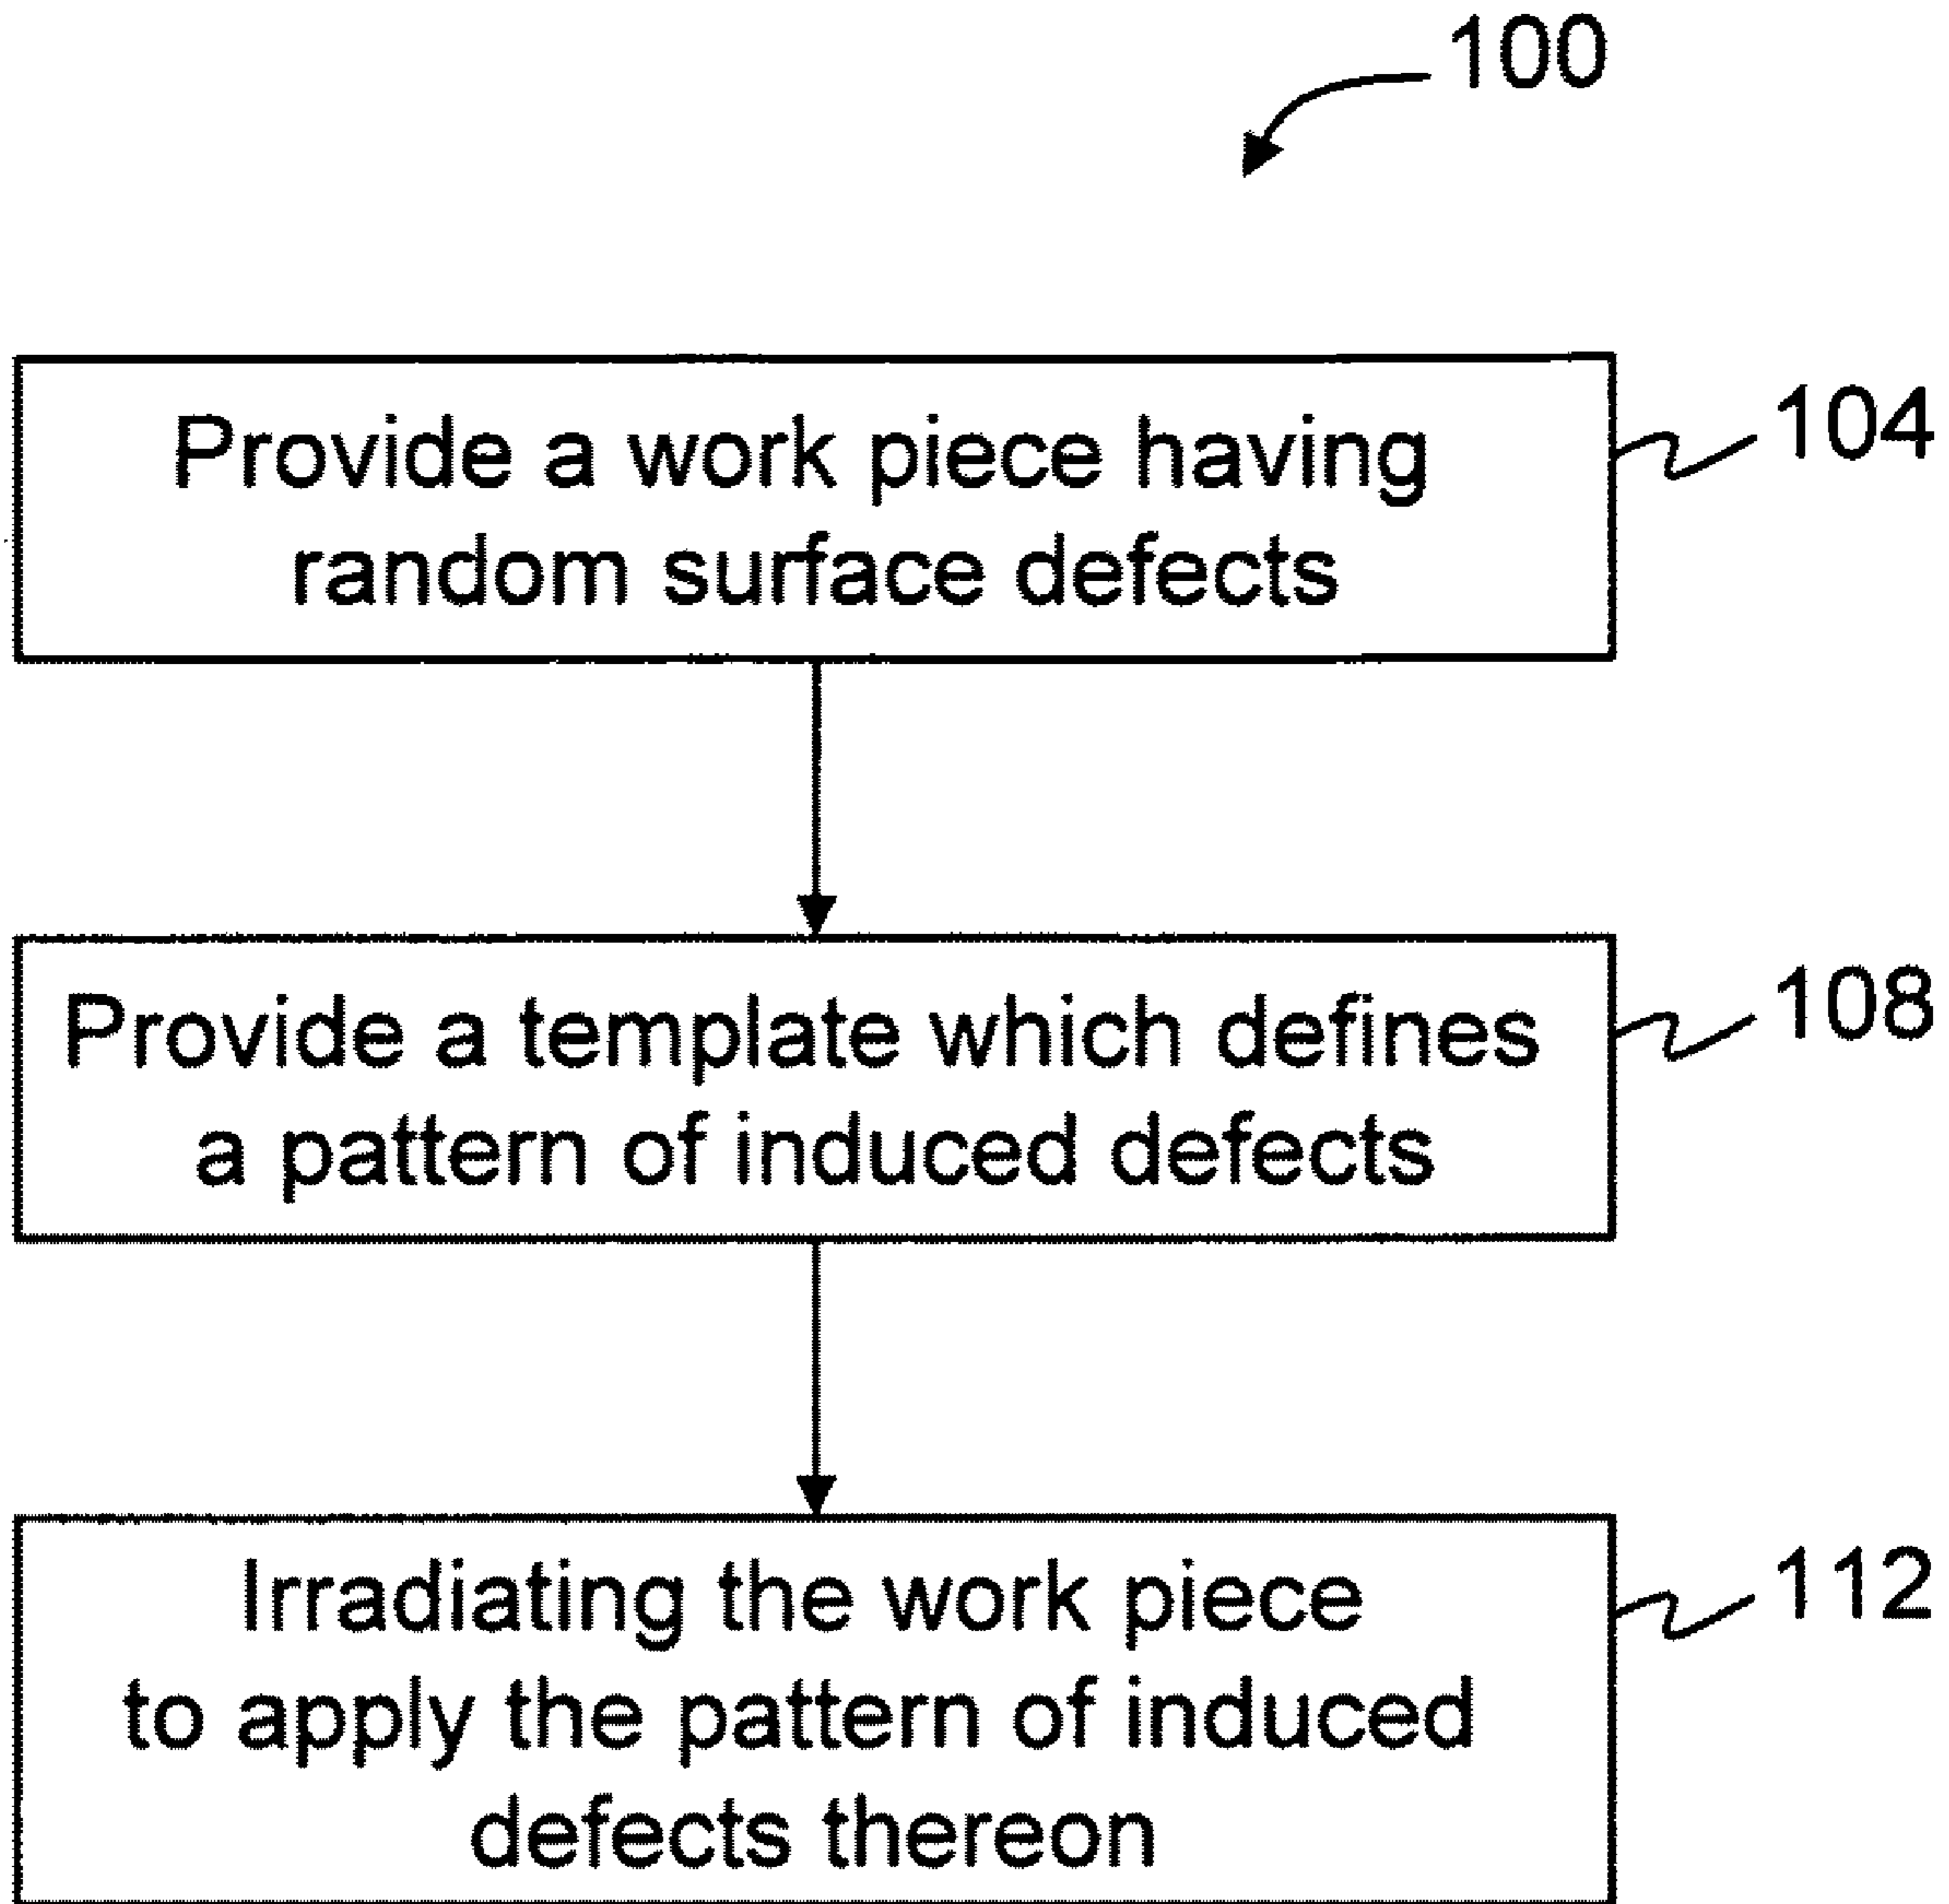 100
Provide a work piece having
random surface defects
104
Provide a template which defines
a pattern of induced defects
108
Irradiating the work piece
to apply the pattern of induced
defects thereon
112